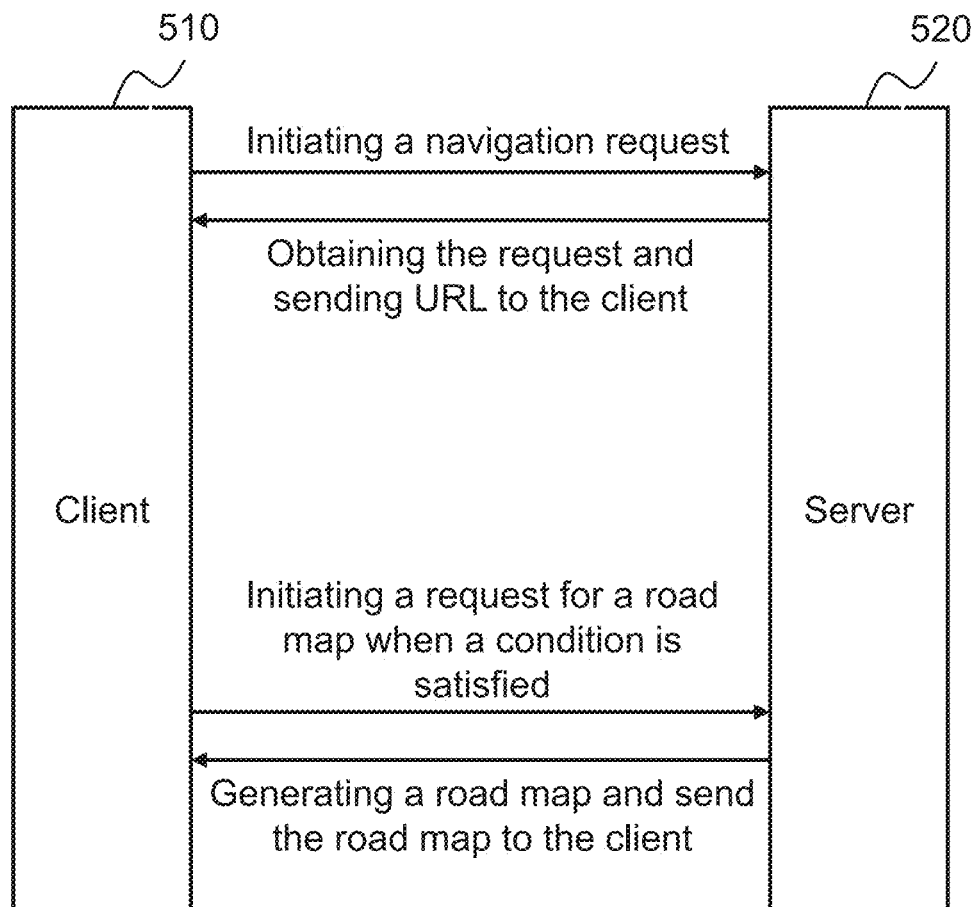 510
520
Initiating a navigation request
Obtaining the request and
sending URL to the client
Client
Server
Initiating a request for a road
map when a condition is
satisfied
Generating a road map and send
the road map to the client